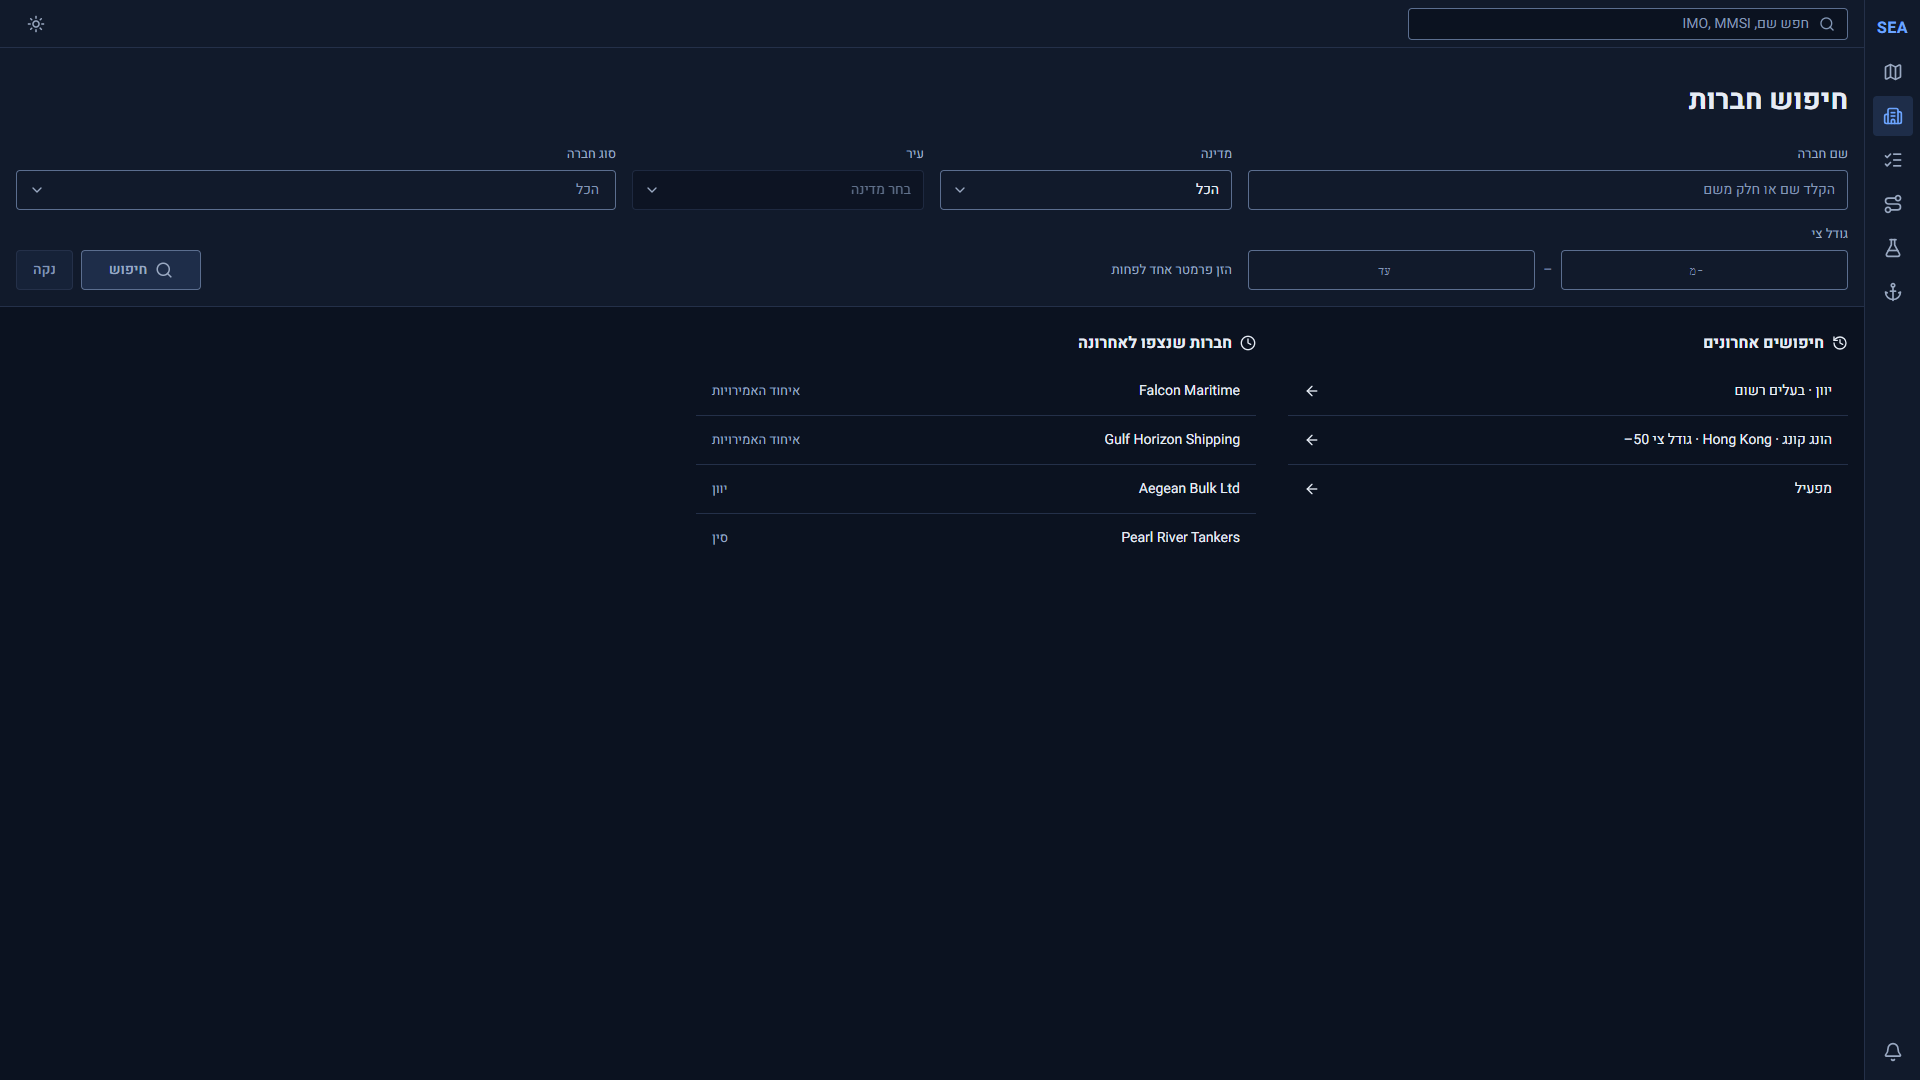 SEA
חפש שם, IMO, MMSI
חיפוש חברות
שם חברה
מדינה
עיר
סוג חברה
הקלד שם או חלק משם
הכל
בחר מדינה
הכל
גודל צי
מ-
–
עד
הזן פרמטר אחד לפחות
חיפוש
נקה
חיפושים אחרונים
יוון · בעלים רשום
הונג קונג · Hong Kong · גודל צי 50–
מפעיל
חברות שנצפו לאחרונה
Falcon Maritime איחוד האמירויות
Gulf Horizon Shipping איחוד האמירויות
Aegean Bulk Ltd יוון
Pearl River Tankers סין